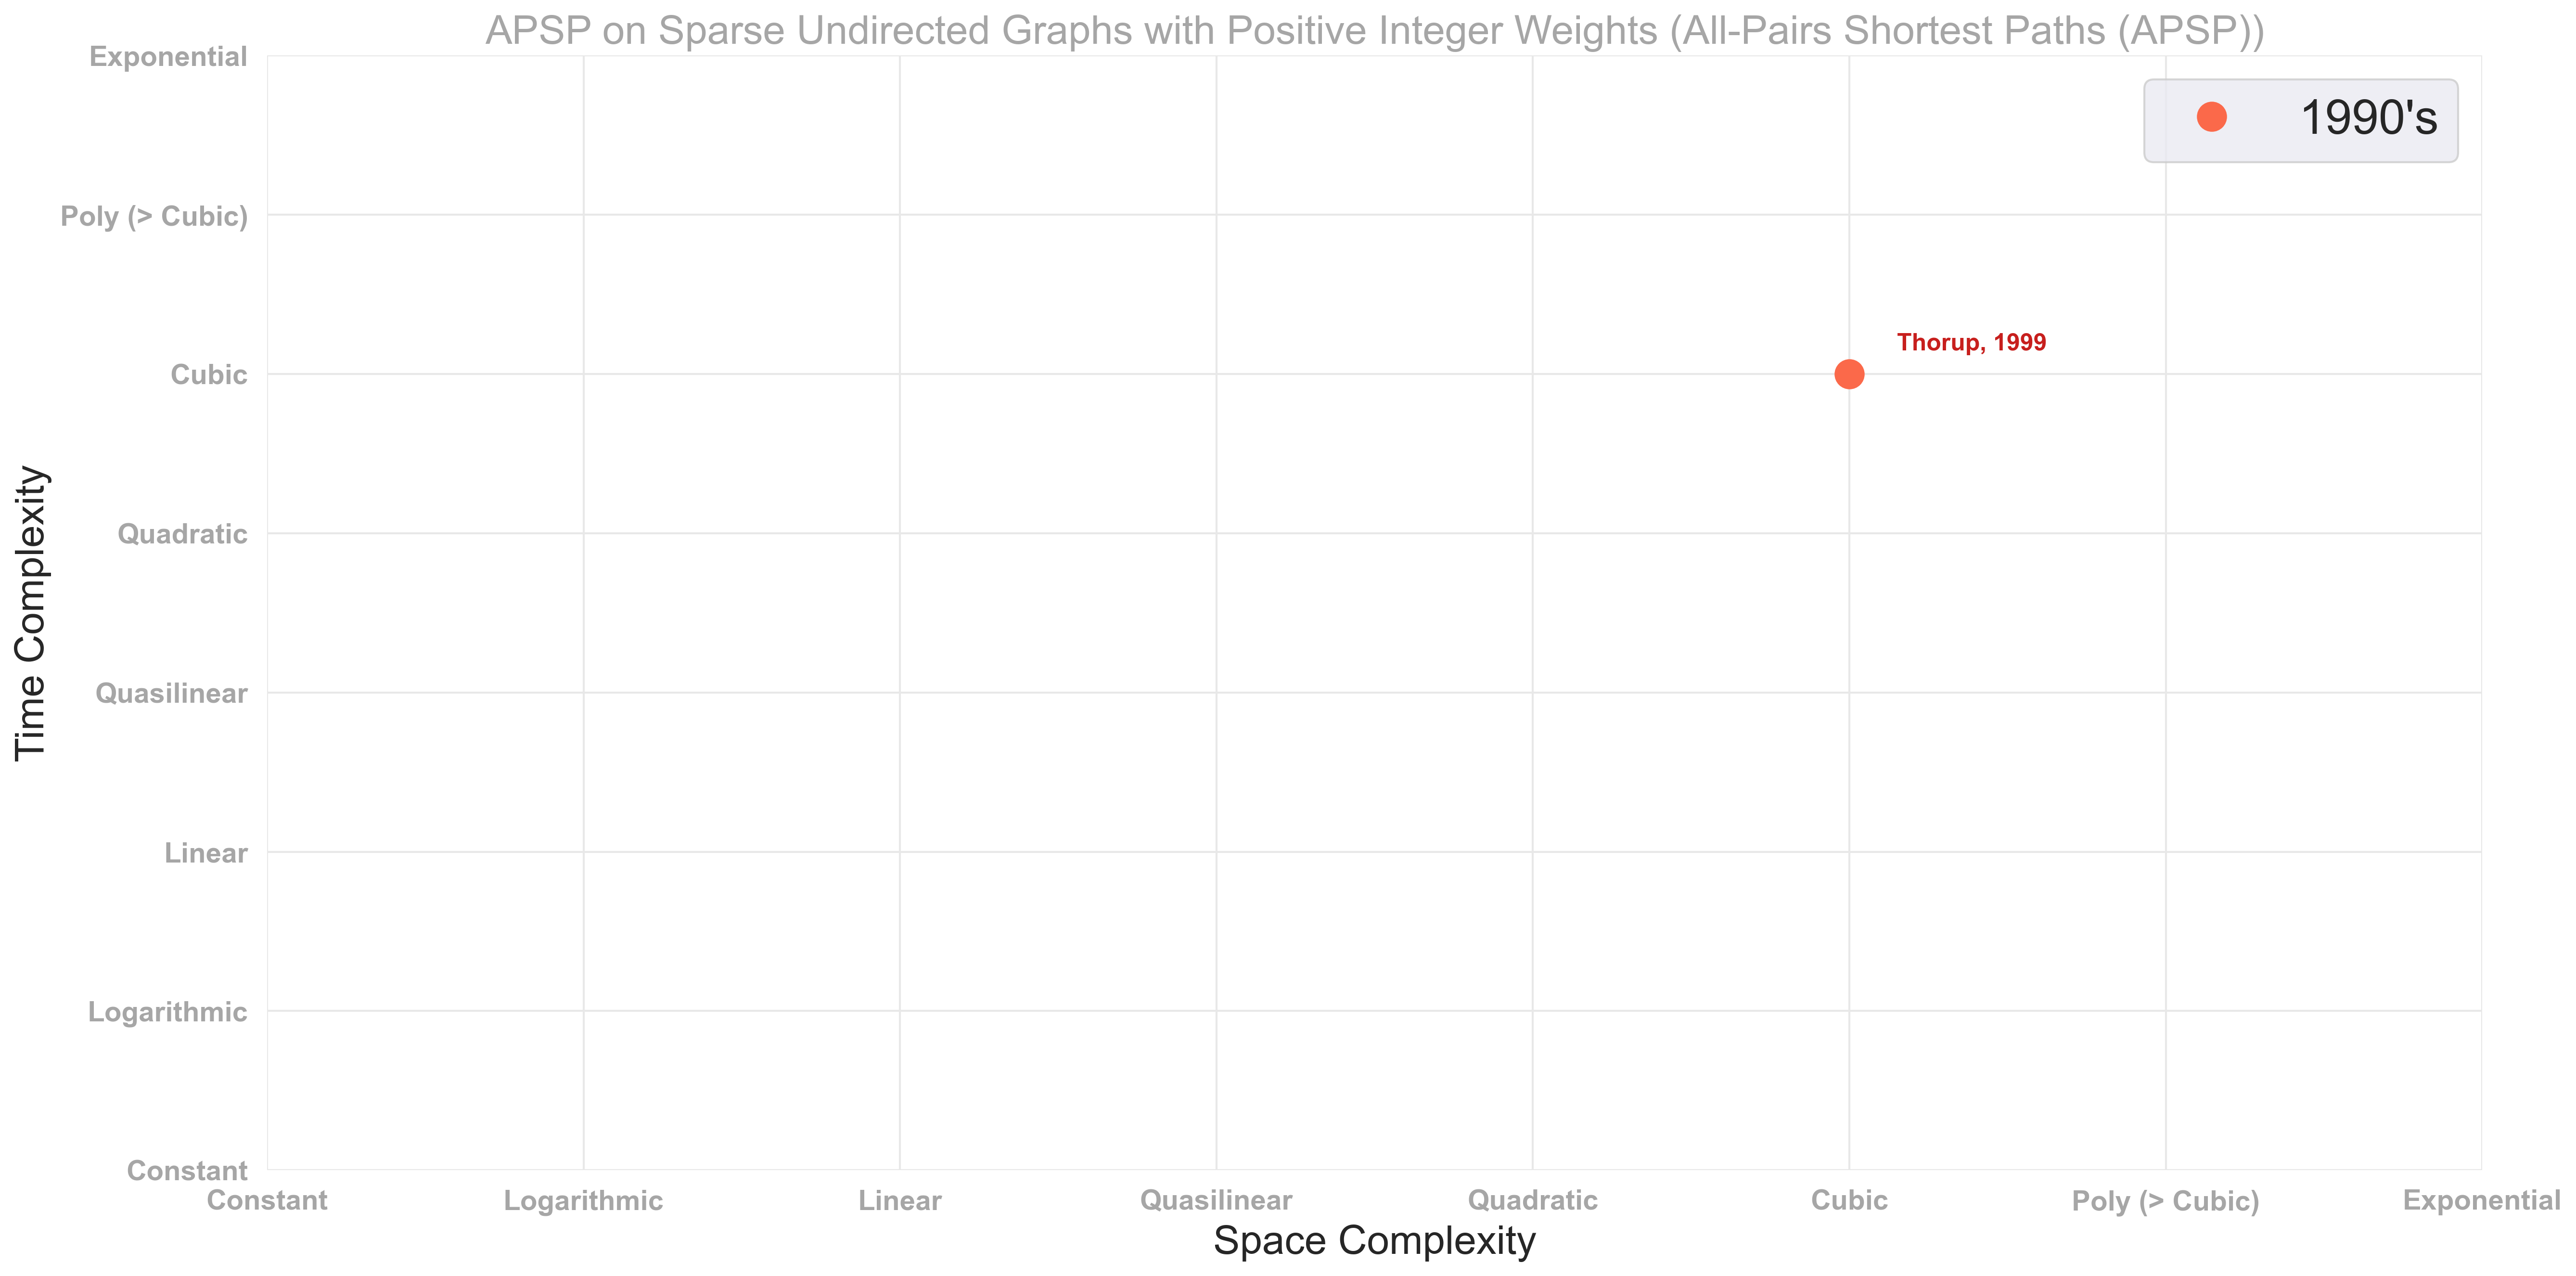 APSP on Sparse Undirected Graphs with Positive Integer Weights (All-Pairs Shortest Paths (APSP))
Exponential
Poly (> Cubic)
Cubic
Quadratic
Quasilinear
Linear
Logarithmic
Constant
Time Complexity
1990's
Thorup, 1999
Constant
Logarithmic
Linear
Quasilinear
Quadratic
Cubic
Poly (> Cubic)
Exponential
Space Complexity